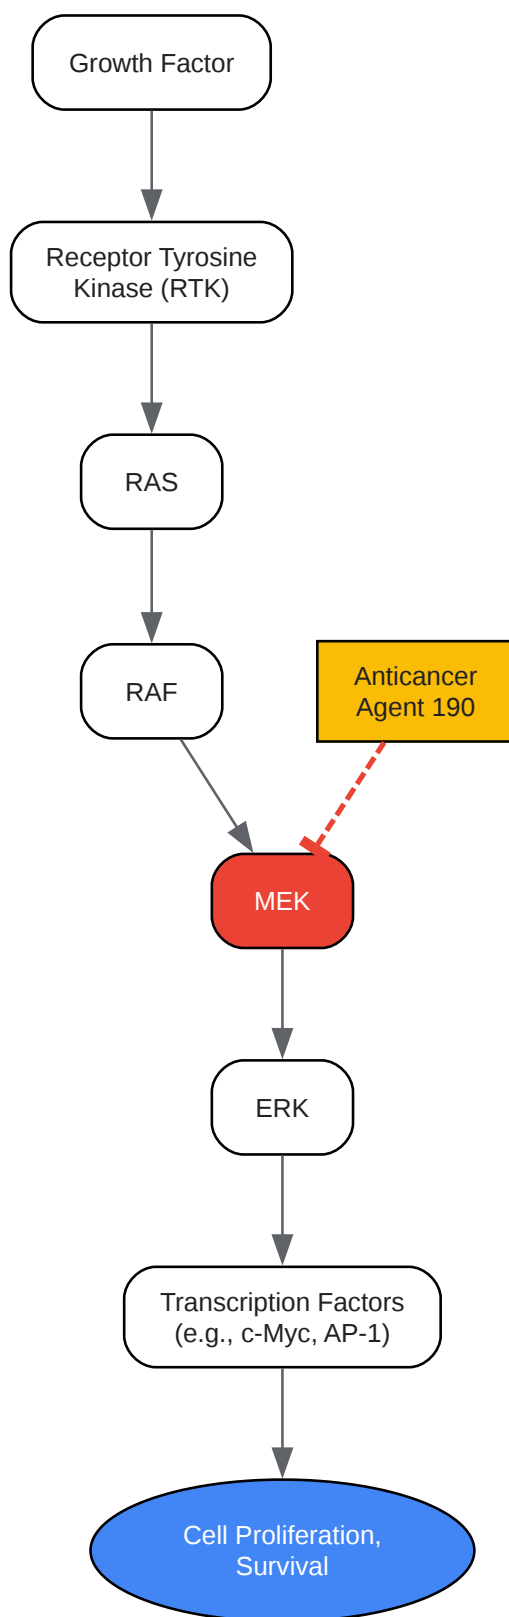 Growth Factor
Receptor Tyrosine
Kinase (RTK)
RAS
RAF
Anticancer
Agent 190
MEK
ERK
Transcription Factors
(e.g., c-Myc, AP-1)
Cell Proliferation,
Survival